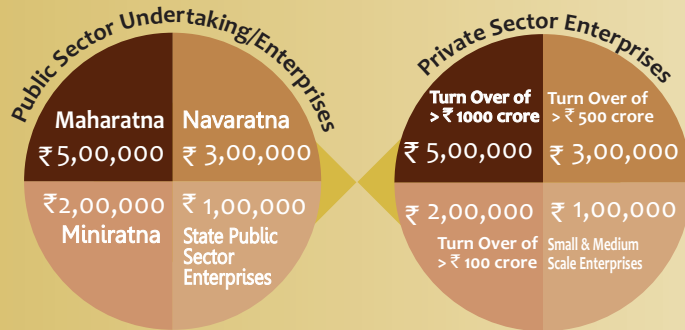 Public Sector Undertaking/Enterprises
Maharatna
₹ 5,00,000
Navaratna
₹ 3,00,000
₹2,00,000
Miniratna
₹ 1,00,000
State Public
Sector
Enterprises
Private Sector Enterprises
Turn Over of
> ₹ 1000 crore
₹ 5,00,000
Turn Over of
> ₹ 500 crore
₹ 3,00,000
₹ 2,00,000
Turn Over of
> ₹ 100 crore
₹ 1,00,000
Small & Medium
Scale Enterprises